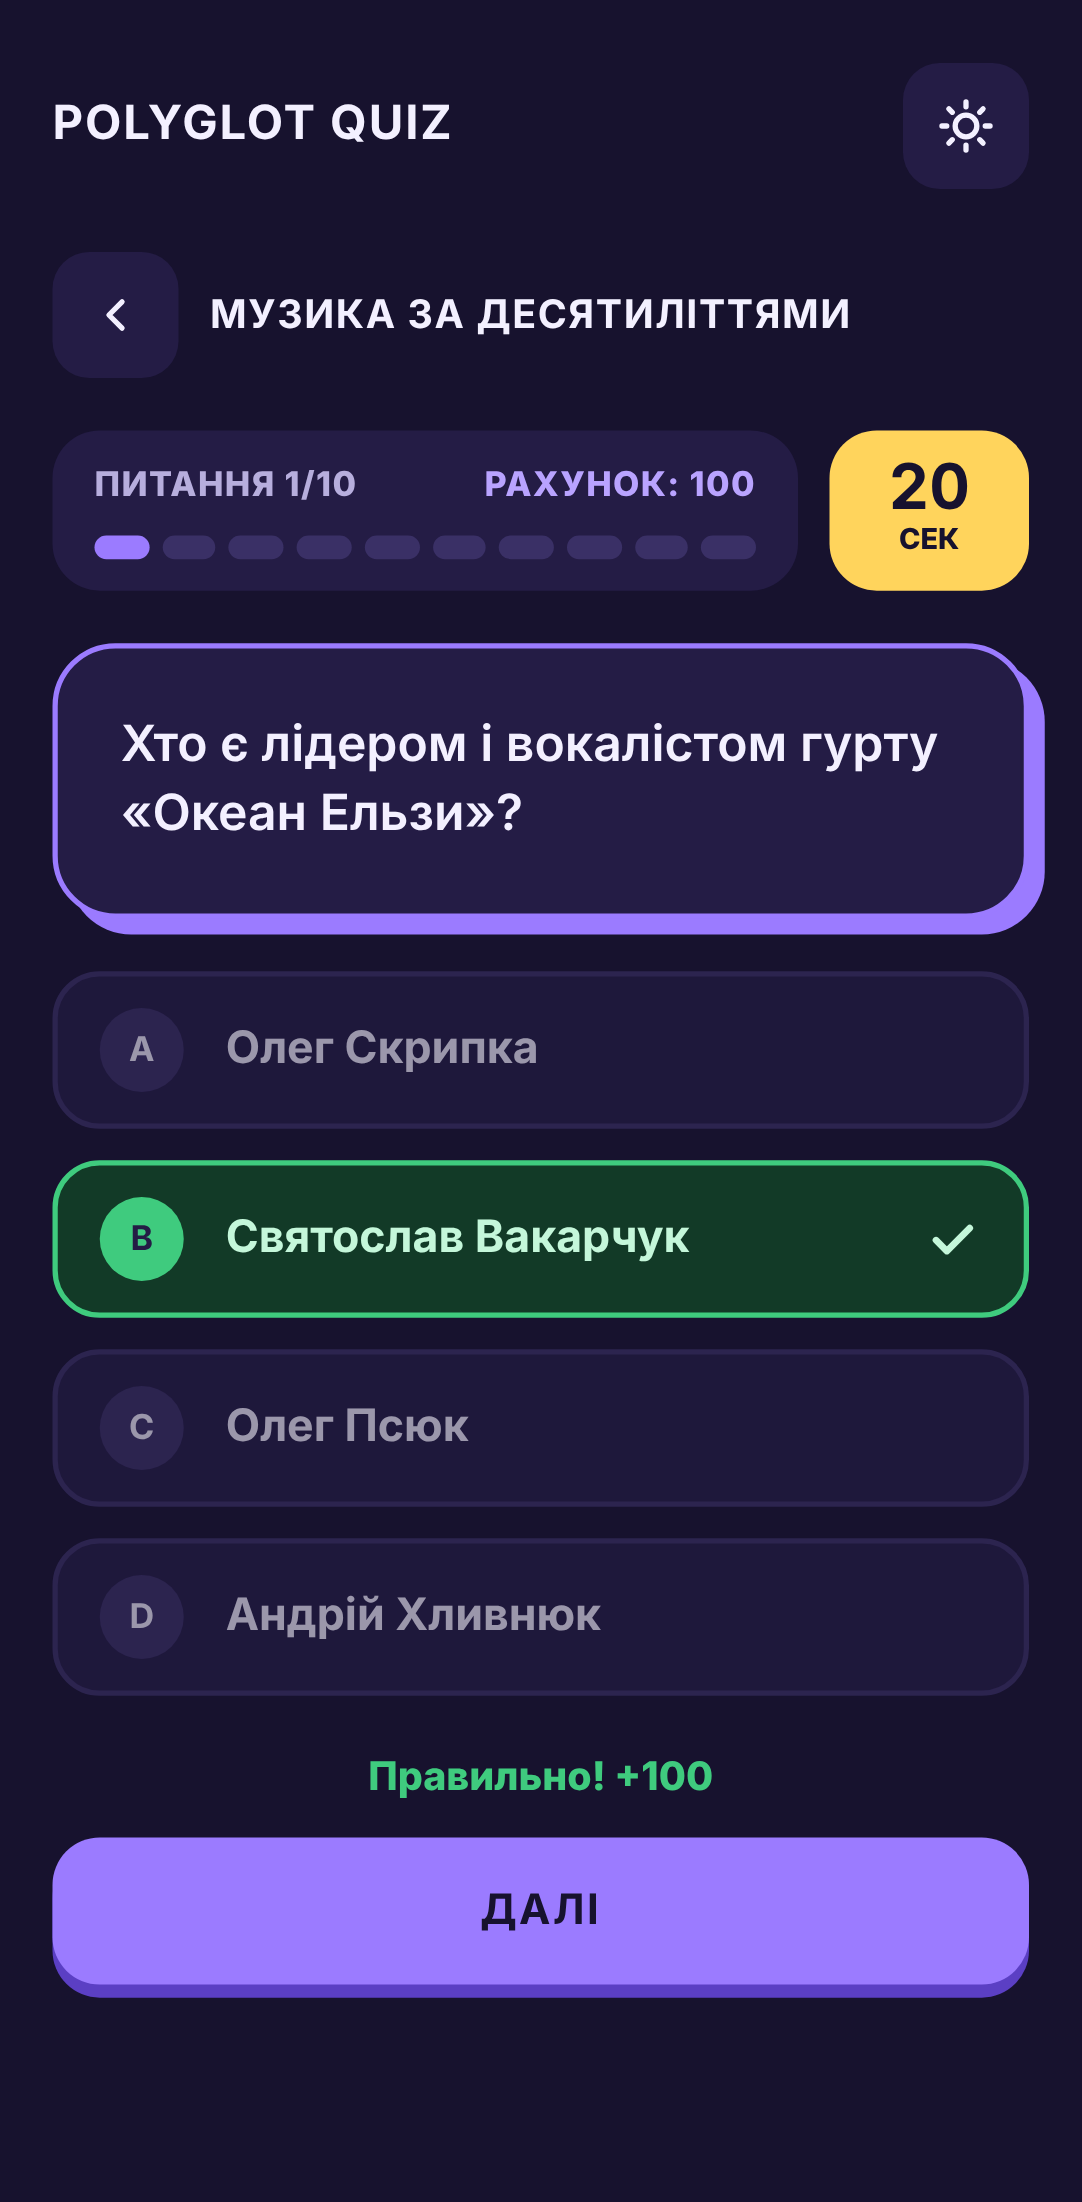 POLYGLOT QUIZ
МУЗИКА ЗА ДЕСЯТИЛІТТЯМИ
ПИТАННЯ 1/10
РАХУНОК: 100
20
СЕК
Хто є лідером і вокалістом гурту
«Океан Ельзи»?
A
Олег Скрипка
B
Святослав Вакарчук
C
Олег Псюк
D
Андрій Хливнюк
Правильно! +100
ДАЛІ